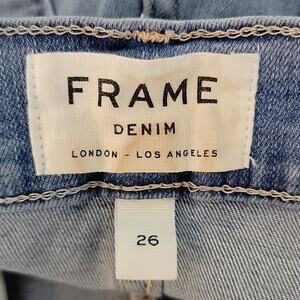 FRAME
DENIM
LONDON - LOS ANGELES
26